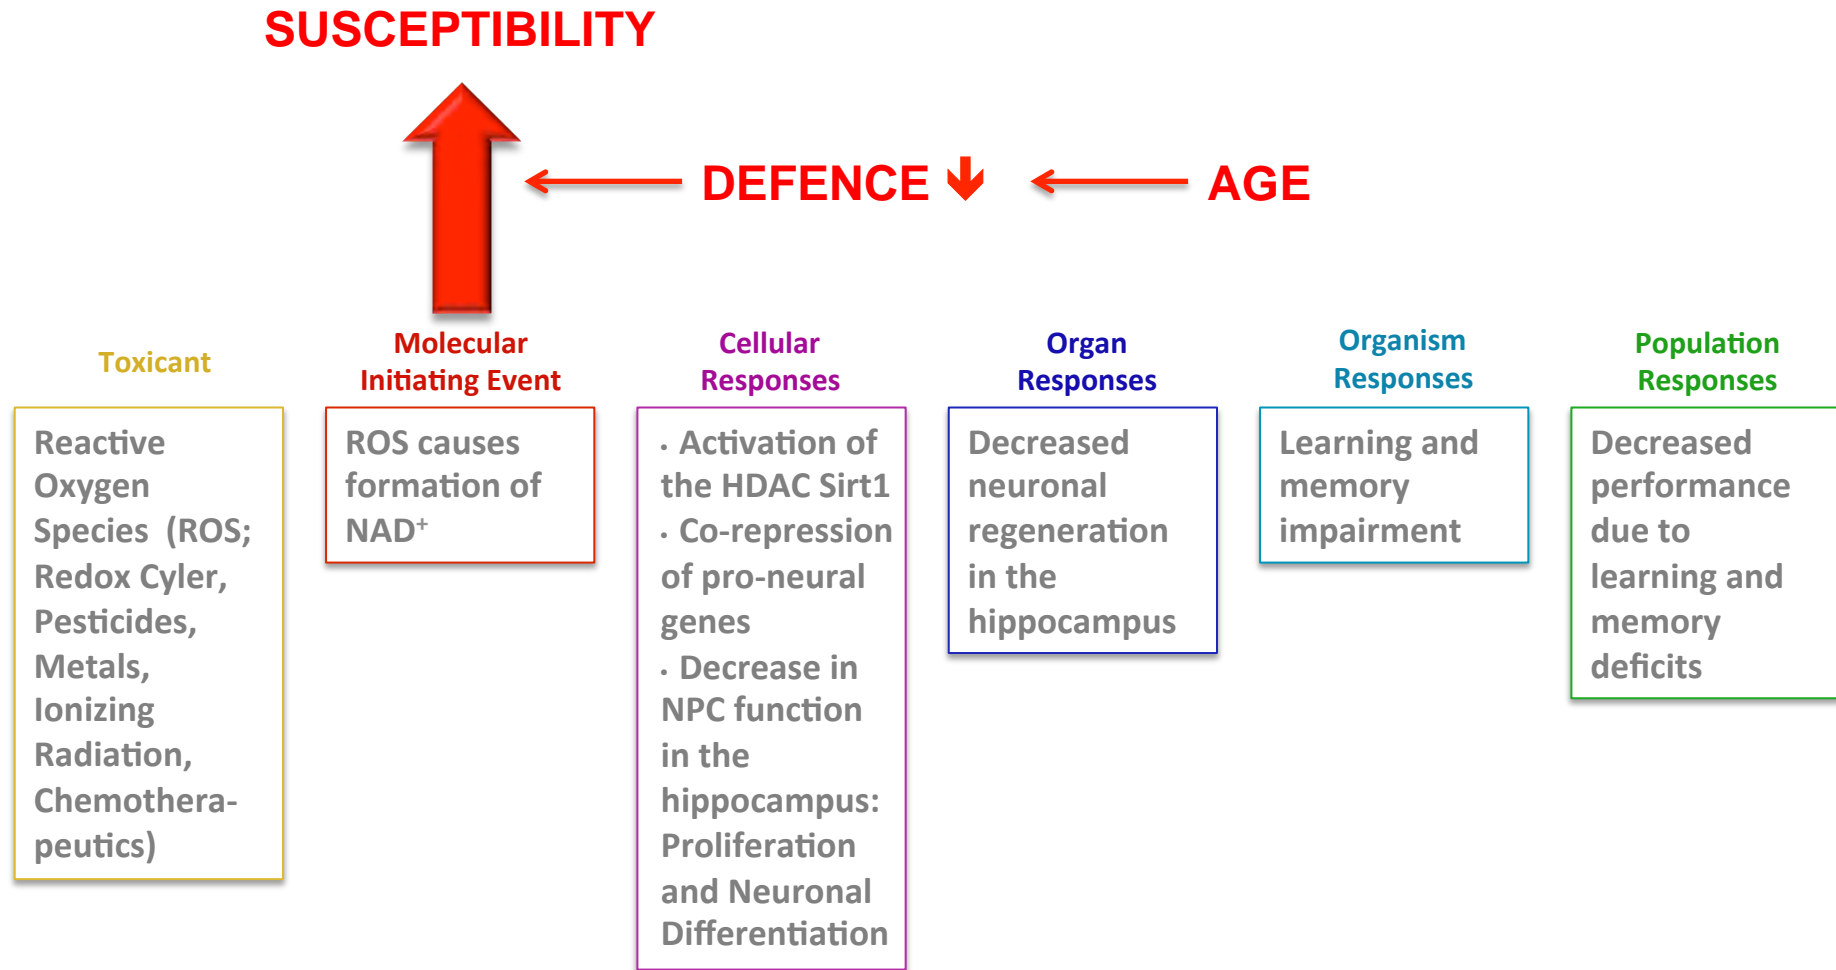 SUSCEPTIBILITY
DEFENCE
AGE
Toxicant
Reactive
Oxygen
Species (ROS;
Redox Cyler,
Pesticides,
Metals,
Ionizing
Radiation,
Chemothera-
peutics)
Molecular
Initiating Event
ROS causes
formation of
NAD⁺
Cellular
Responses
· Activation of
the HDAC Sirt1
· Co-repression
of pro-neural
genes
· Decrease in
NPC function
in the
hippocampus:
Proliferation
and Neuronal
Differentiation
Organ
Responses
Decreased
neuronal
regeneration
in the
hippocampus
Organism
Responses
Learning and
memory
impairment
Population
Responses
Decreased
performance
due to
learning and
memory
deficits